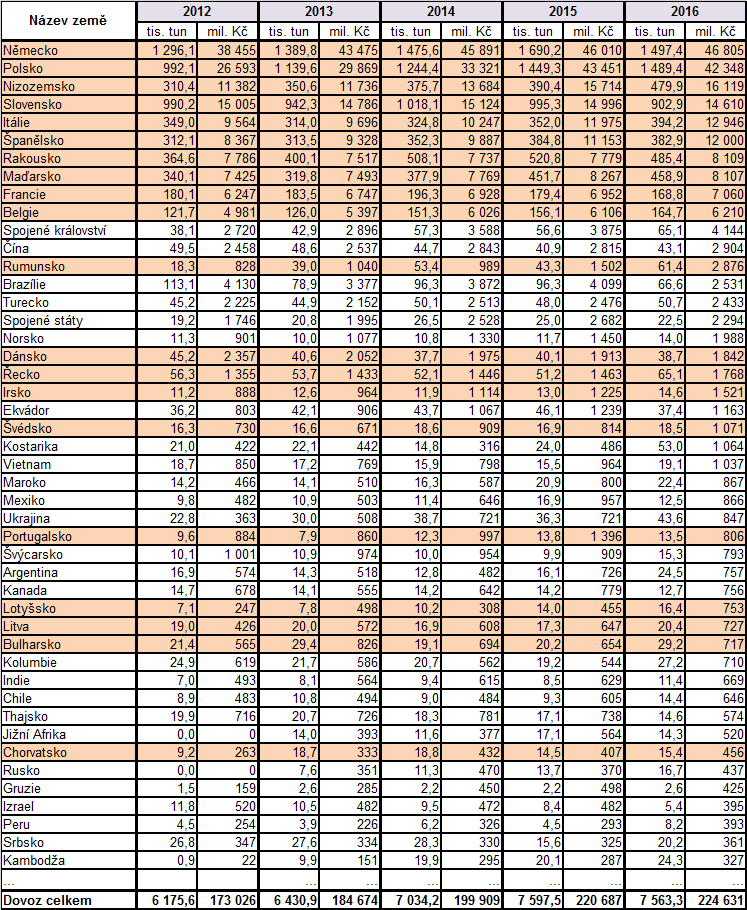 Název země 2012 2013 2014 2015 2016
tis. tun mil. Kč tis. tun mil. Kč tis. tun mil. Kč tis. tun mil. Kč tis. tun mil. Kč
Německo 1 296,1 38 455 1 389,8 43 475 1 475,6 45 891 1 690,2 46 010 1 497,4 46 805
Polsko 992,1 26 593 1 139,6 29 869 1 244,4 33 321 1 449,3 43 451 1 489,4 42 348
Nizozemsko 310,4 11 382 350,6 11 736 375,7 13 684 390,4 15 714 479,9 16 119
Slovensko 990,2 15 005 942,3 14 786 1 018,1 15 124 995,3 14 996 902,9 14 610
Itálie 349,0 9 564 314,0 9 696 324,8 10 247 352,0 11 975 394,2 12 946
Španělsko 312,1 8 367 313,5 9 328 352,3 9 887 384,8 11 153 382,9 12 000
Rakousko 364,6 7 786 400,1 7 517 508,1 7 737 520,8 7 779 485,4 8 109
Maďarsko 340,1 7 425 319,8 7 493 377,9 7 769 451,7 8 267 458,9 8 107
Francie 180,1 6 247 183,5 6 747 196,3 6 928 179,4 6 952 168,8 7 060
Belgie 121,7 4 981 126,0 5 397 151,3 6 026 156,1 6 106 164,7 6 210
Spojené království 38,1 2 720 42,9 2 896 57,3 3 588 56,6 3 875 65,1 4 144
Čína 49,5 2 458 48,6 2 537 44,7 2 843 40,9 2 815 43,1 2 904
Rumunsko 18,3 828 39,0 1 040 53,4 989 43,3 1 502 61,4 2 876
Brazílie 113,1 4 130 78,9 3 377 96,3 3 872 96,3 4 099 66,6 2 531
Turecko 45,2 2 225 44,9 2 152 50,1 2 513 48,0 2 476 50,7 2 433
Spojené státy 19,2 1 746 20,8 1 995 26,5 2 528 25,0 2 682 22,5 2 294
Norsko 11,3 901 10,0 1 077 10,8 1 330 11,7 1 450 14,0 1 988
Dánsko 45,2 2 357 40,6 2 052 37,7 1 975 40,1 1 913 38,7 1 842
Řecko 56,3 1 355 53,7 1 433 52,1 1 446 51,2 1 463 65,1 1 768
Irsko 11,2 888 12,6 964 11,9 1 114 13,0 1 225 14,6 1 521
Ekvádor 36,2 803 42,1 906 43,7 1 067 46,1 1 239 37,4 1 163
Švédsko 16,3 730 16,6 671 18,6 909 16,9 814 18,5 1 071
Kostarika 21,0 422 22,1 442 14,8 316 24,0 486 53,0 1 064
Vietnam 18,7 850 17,2 769 15,9 798 15,5 964 19,1 1 037
Maroko 14,2 466 14,1 510 16,3 587 20,9 800 22,4 867
Mexiko 9,8 482 10,9 503 11,4 646 16,9 957 12,5 866
Ukrajina 22,8 363 30,0 508 38,7 721 36,3 721 43,6 847
Portugalsko 9,6 884 7,9 860 12,3 997 13,8 1 396 13,5 806
Švýcarsko 10,1 1 001 10,9 974 10,0 954 9,9 909 15,3 793
Argentina 16,9 574 14,3 518 12,8 482 16,1 726 24,5 757
Kanada 14,7 678 14,1 555 14,2 642 14,2 779 12,7 756
Lotyšsko 7,1 247 7,8 498 10,2 308 14,0 455 16,4 753
Litva 19,0 426 20,0 572 16,9 608 17,3 647 20,4 727
Bulharsko 21,4 565 29,4 826 19,1 694 20,2 654 29,2 717
Kolumbie 24,9 619 21,7 586 20,7 562 19,2 544 27,2 710
Indie 7,0 493 8,1 564 9,4 615 8,5 629 11,4 669
Chile 8,9 483 10,8 494 9,0 484 9,3 605 14,4 646
Thajsko 19,9 716 20,7 726 18,3 781 17,1 738 14,6 574
Jižní Afrika 0,0 0 14,0 393 11,6 377 17,1 564 14,3 520
Chorvatsko 9,2 263 18,7 333 18,8 432 14,5 407 15,4 456
Rusko 0,0 0 7,6 351 11,3 470 13,7 370 16,7 437
Gruzie 1,5 159 2,6 285 2,2 450 2,2 498 2,6 425
Izrael 11,8 520 10,5 482 9,5 472 8,4 482 5,4 395
Peru 4,5 254 3,9 226 6,2 326 4,5 293 8,2 393
Srbsko 26,8 347 27,6 334 28,3 330 15,6 325 20,2 361
Kambodža 0,9 22 9,9 151 19,9 295 20,1 287 24,3 327
... ... ... ... ... ... ... ... ...
Dovoz celkem 6 175,6 173 026 6 430,9 184 674 7 034,2 199 909 7 597,5 220 687 7 563,3 224 631